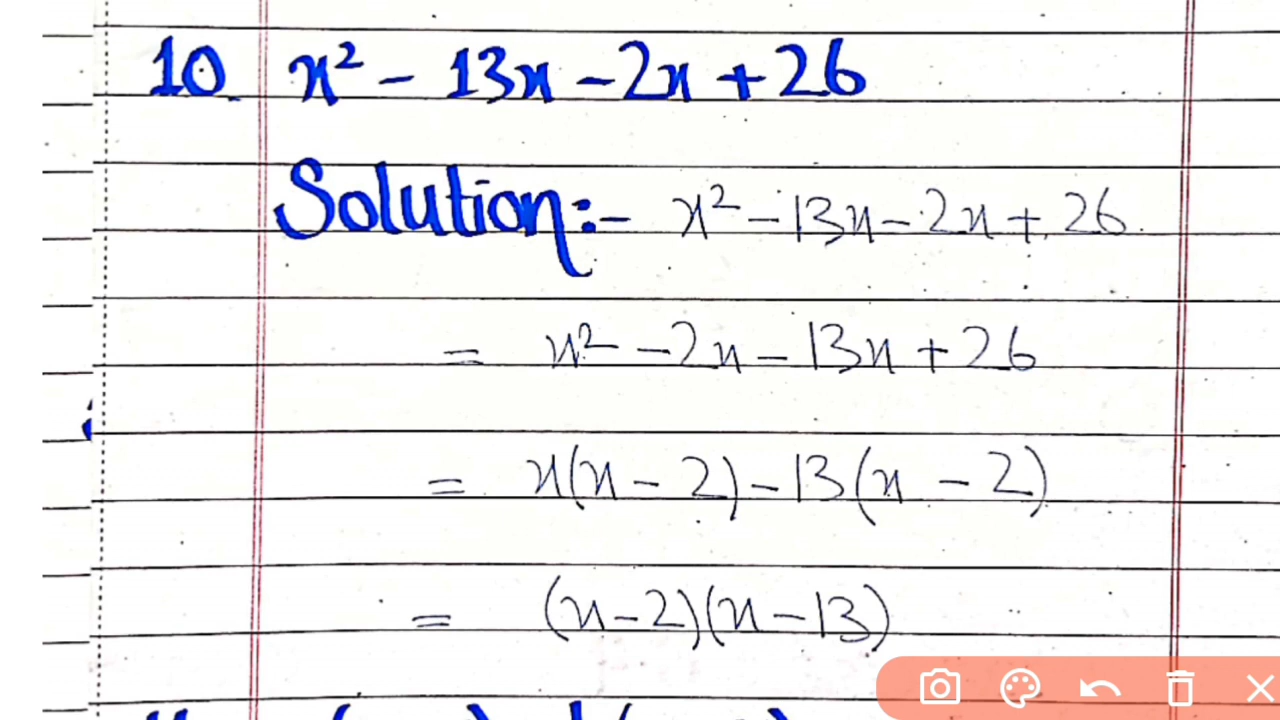 10. x² - 13x - 2x + 26
Solution:- x² - 13x - 2x + 26.
= x² - 2x - 13x + 26
= x(x - 2) - 13(x - 2)
= (x - 2)(x - 13)